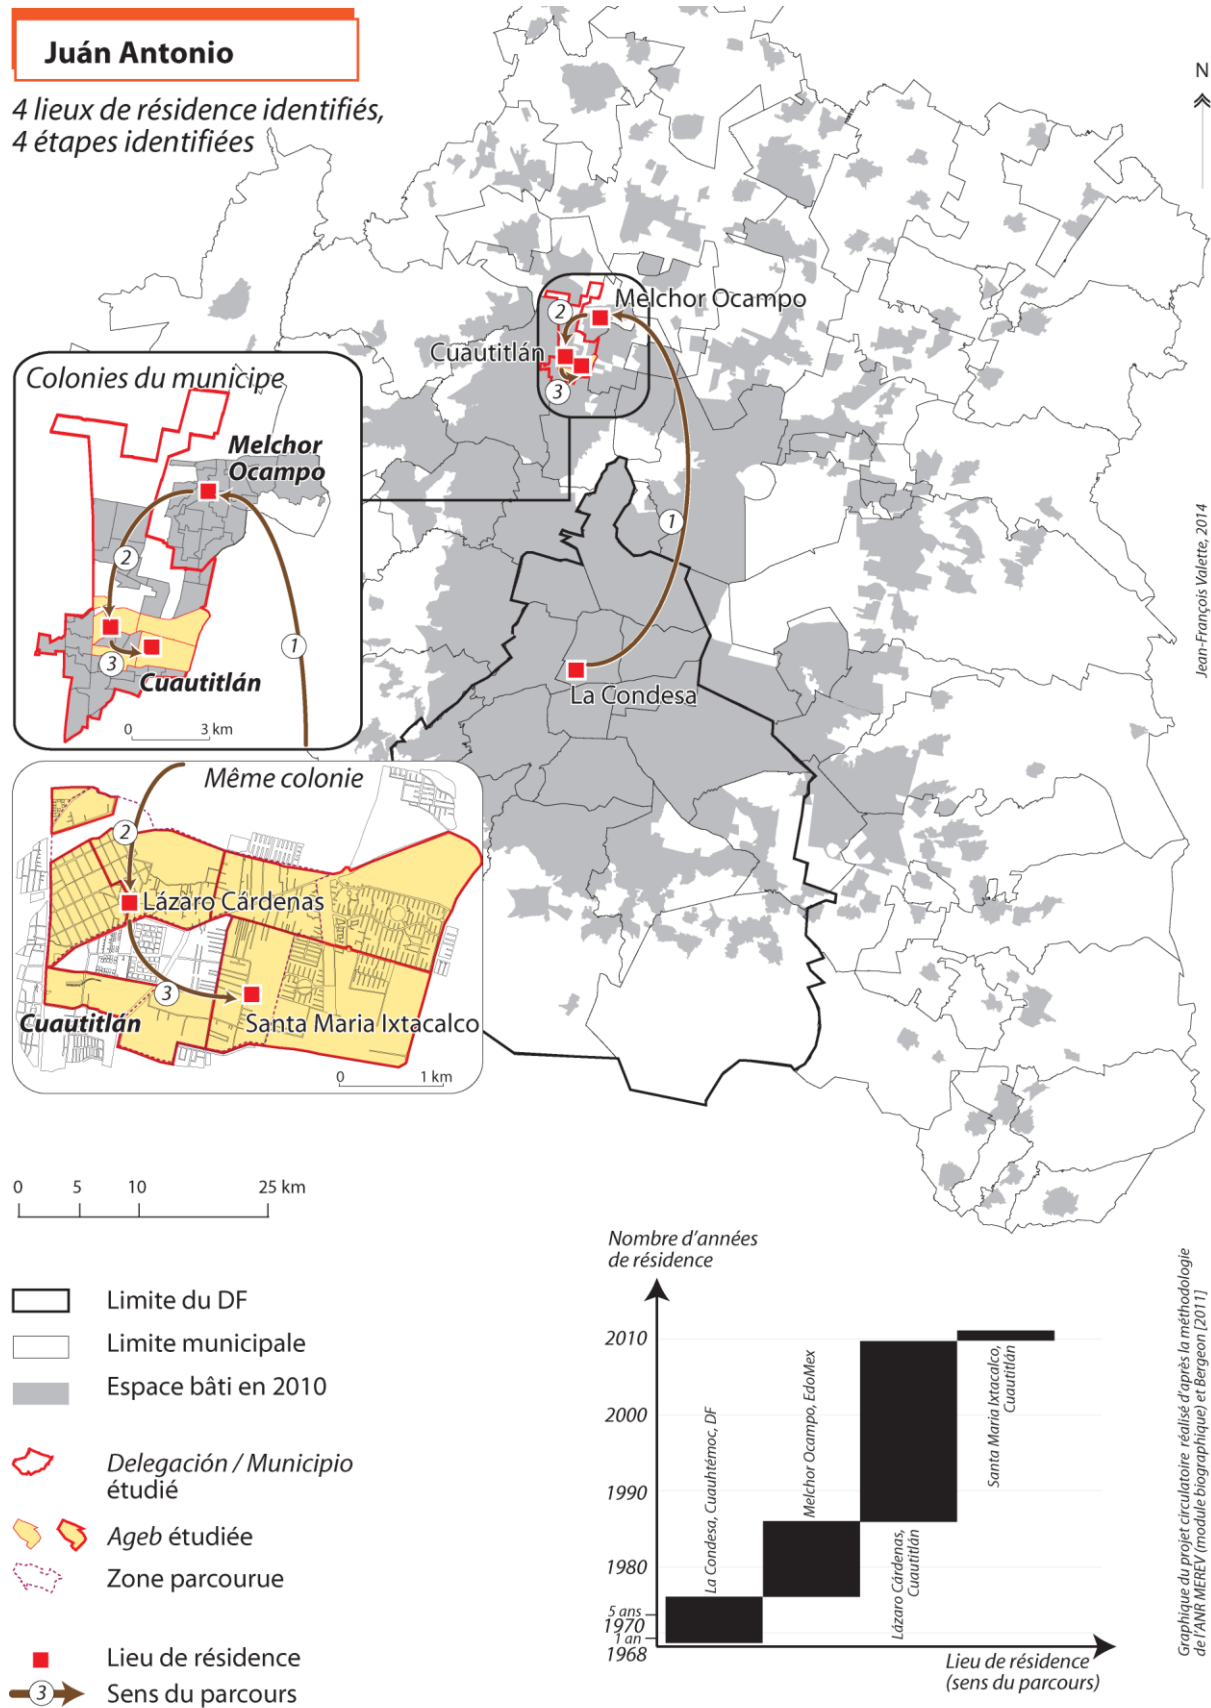 Juán Antonio
4 lieux de résidence identifiés,
4 étapes identifiées
N
Melchor Ocampo
2
Cuautitlán
3
1
La Condesa
Jean-François Valette, 2014
Colonies du municipe
Melchor
Ocampo
2
3
1
Cuautitlán
0 3 km
Même colonie
2
Lázaro Cárdenas
3
Cuautitlán
Santa Maria Ixtacalco
0 1 km
0 5 10 25 km
Limite du DF
Limite municipale
Espace bâti en 2010
Delegación / Municipio
étudié
Ageb étudiée
Zone parcourue
Lieu de résidence
3 Sens du parcours
Nombre d'années
de résidence
2010
2000
1990
1980
5 ans
1970
1 an
1968
La Condesa, Cuauhtémoc, DF
Melchor Ocampo, EdoMex
Lázaro Cárdenas,
Cuautitlán
Santa Maria Ixtacalco,
Cuautitlán
Lieu de résidence
(sens du parcours)
Graphique du projet circulatoire réalisé d'après la méthodologie
de l'ANR MEREV (module biographique) et Bergeon [2011]